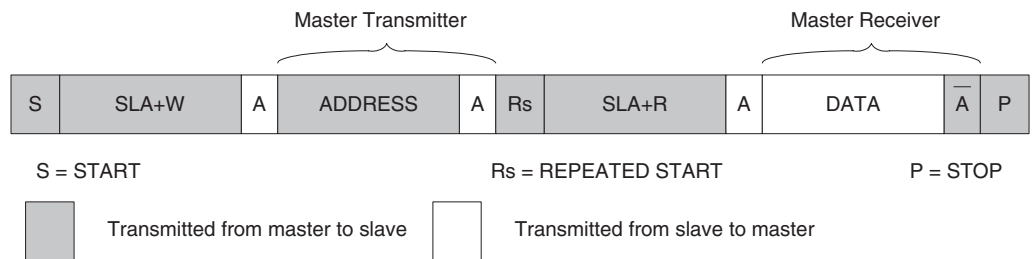 Master Transmitter Master Receiver
S SLA+W A ADDRESS A Rs SLA+R A DATA A̅ P
S = START Rs = REPEATED START P = STOP
Transmitted from master to slave Transmitted from slave to master